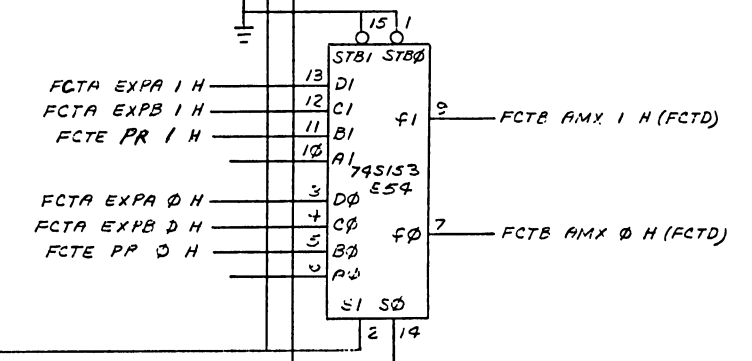 15 1
STB1 STBØ
FCTA EXPA 1 H 13 D1
FCTA EXPB 1 H 12 C1
f1 9 FCTB AMX 1 H (FCTD)
FCTE PR 1 H 11 B1
1Ø A1
74S153
E54
FCTA EXPA Ø H 3 DØ
FCTA EXPB Ø H 4 CØ
fØ 7 FCTB AMX Ø H (FCTD)
FCTE PR Ø H 5 BØ
6 AØ
S1 SØ
2 14